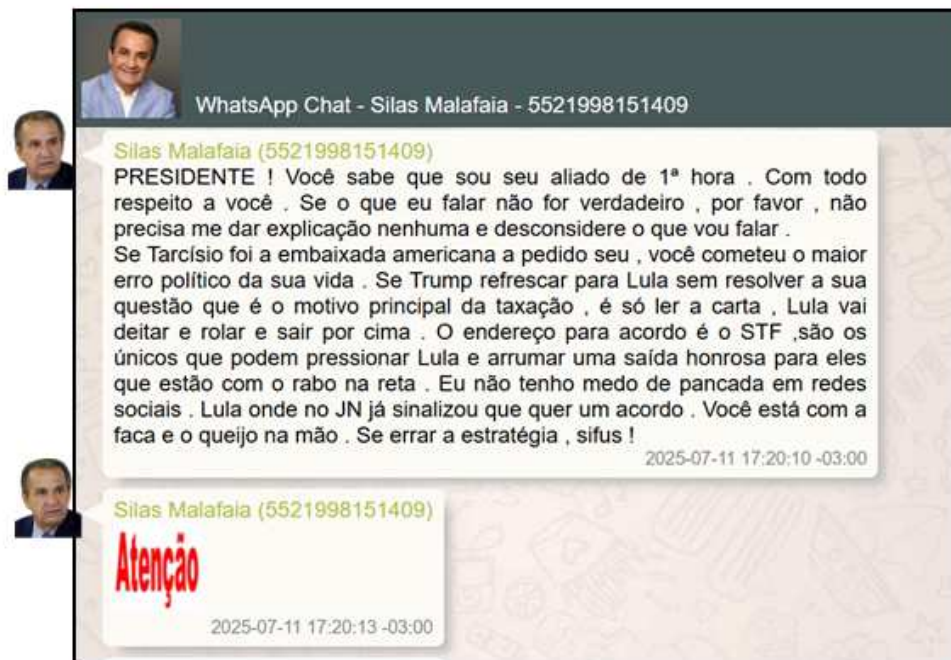 WhatsApp Chat - Silas Malafaia - 5521998151409
Silas Malafaia (5521998151409)
PRESIDENTE ! Você sabe que sou seu aliado de 1ª hora . Com todo
respeito a você . Se o que eu falar não for verdadeiro , por favor , não
precisa me dar explicação nenhuma e desconsidere o que vou falar .
Se Tarcísio foi a embaixada americana a pedido seu , você cometeu o maior
erro político da sua vida . Se Trump refrescar para Lula sem resolver a sua
questão que é o motivo principal da taxação , é só ler a carta , Lula vai
deitar e rolar e sair por cima . O endereço para acordo é o STF ,são os
únicos que podem pressionar Lula e arrumar uma saída honrosa para eles
que estão com o rabo na reta . Eu não tenho medo de pancada em redes
sociais . Lula onde no JN já sinalizou que quer um acordo . Você está com a
faca e o queijo na mão . Se errar a estratégia , sifus !
2025-07-11 17:20:10 -03:00
Silas Malafaia (5521998151409)
Atenção
2025-07-11 17:20:13 -03:00